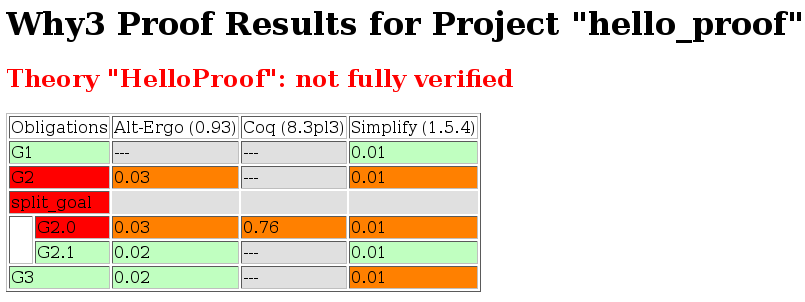 Why3 Proof Results for Project "hello_proof"
Theory "HelloProof": not fully verified
Obligations Alt-Ergo (0.93) Coq (8.3pl3) Simplify (1.5.4)
G1 --- --- 0.01
G2 0.03 --- 0.01
split_goal
G2.0 0.03 0.76 0.01
G2.1 0.02 --- 0.01
G3 0.02 --- 0.01